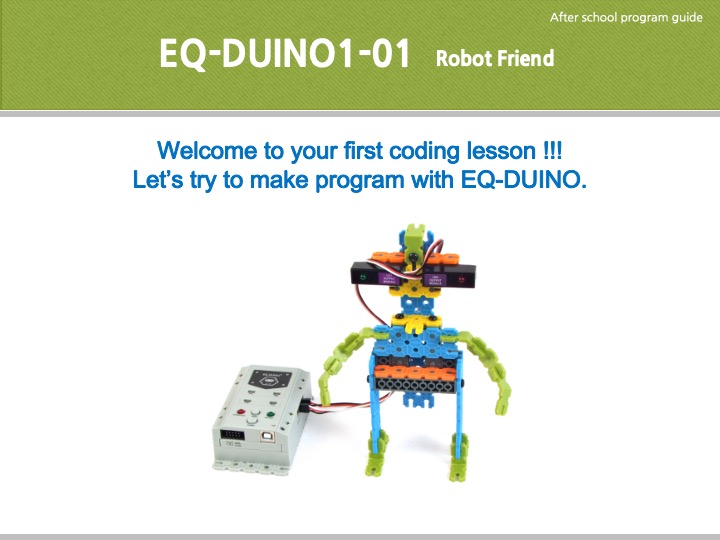 After school program guide
EQ-DUINO1-01 Robot Friend
Welcome to your first coding lesson !!!
Let’s try to make program with EQ-DUINO.